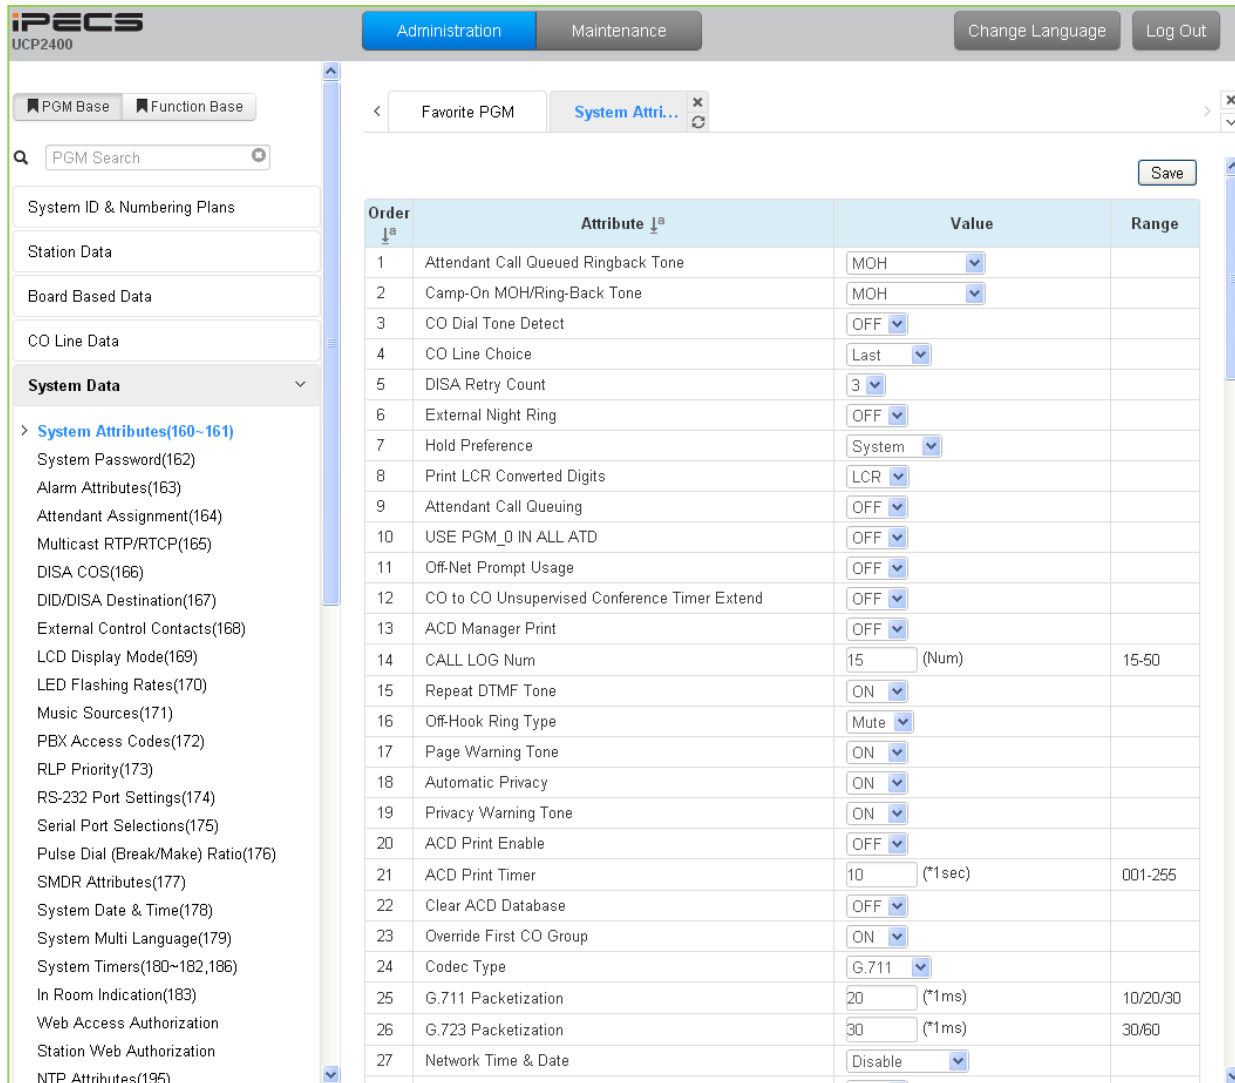 iPECS
UCP2400
Administration
Maintenance
Change Language
Log Out
PGM Base
Function Base
PGM Search
System ID & Numbering Plans
Station Data
Board Based Data
CO Line Data
System Data
System Attributes(160~161)
System Password(162)
Alarm Attributes(163)
Attendant Assignment(164)
Multicast RTP/RTCP(165)
DISA COS(166)
DID/DISA Destination(167)
External Control Contacts(168)
LCD Display Mode(169)
LED Flashing Rates(170)
Music Sources(171)
PBX Access Codes(172)
RLP Priority(173)
RS-232 Port Settings(174)
Serial Port Selections(175)
Pulse Dial (Break/Make) Ratio(176)
SMDR Attributes(177)
System Date & Time(178)
System Multi Language(179)
System Timers(180~182,186)
In Room Indication(183)
Web Access Authorization
Station Web Authorization
NTP Attributes(195)
Favorite PGM
System Attri...
Save
Order Attribute Value Range
1 Attendant Call Queued Ringback Tone MOH
2 Camp-On MOH/Ring-Back Tone MOH
3 CO Dial Tone Detect OFF
4 CO Line Choice Last
5 DISA Retry Count 3
6 External Night Ring OFF
7 Hold Preference System
8 Print LCR Converted Digits LCR
9 Attendant Call Queuing OFF
10 USE PGM_0 IN ALL ATD OFF
11 Off-Net Prompt Usage OFF
12 CO to CO Unsupervised Conference Timer Extend OFF
13 ACD Manager Print OFF
14 CALL LOG Num 15 (Num) 15-50
15 Repeat DTMF Tone ON
16 Off-Hook Ring Type Mute
17 Page Warning Tone ON
18 Automatic Privacy ON
19 Privacy Warning Tone ON
20 ACD Print Enable OFF
21 ACD Print Timer 10 (*1sec) 001-255
22 Clear ACD Database OFF
23 Override First CO Group ON
24 Codec Type G.711
25 G.711 Packetization 20 (*1ms) 10/20/30
26 G.723 Packetization 30 (*1ms) 30/60
27 Network Time & Date Disable